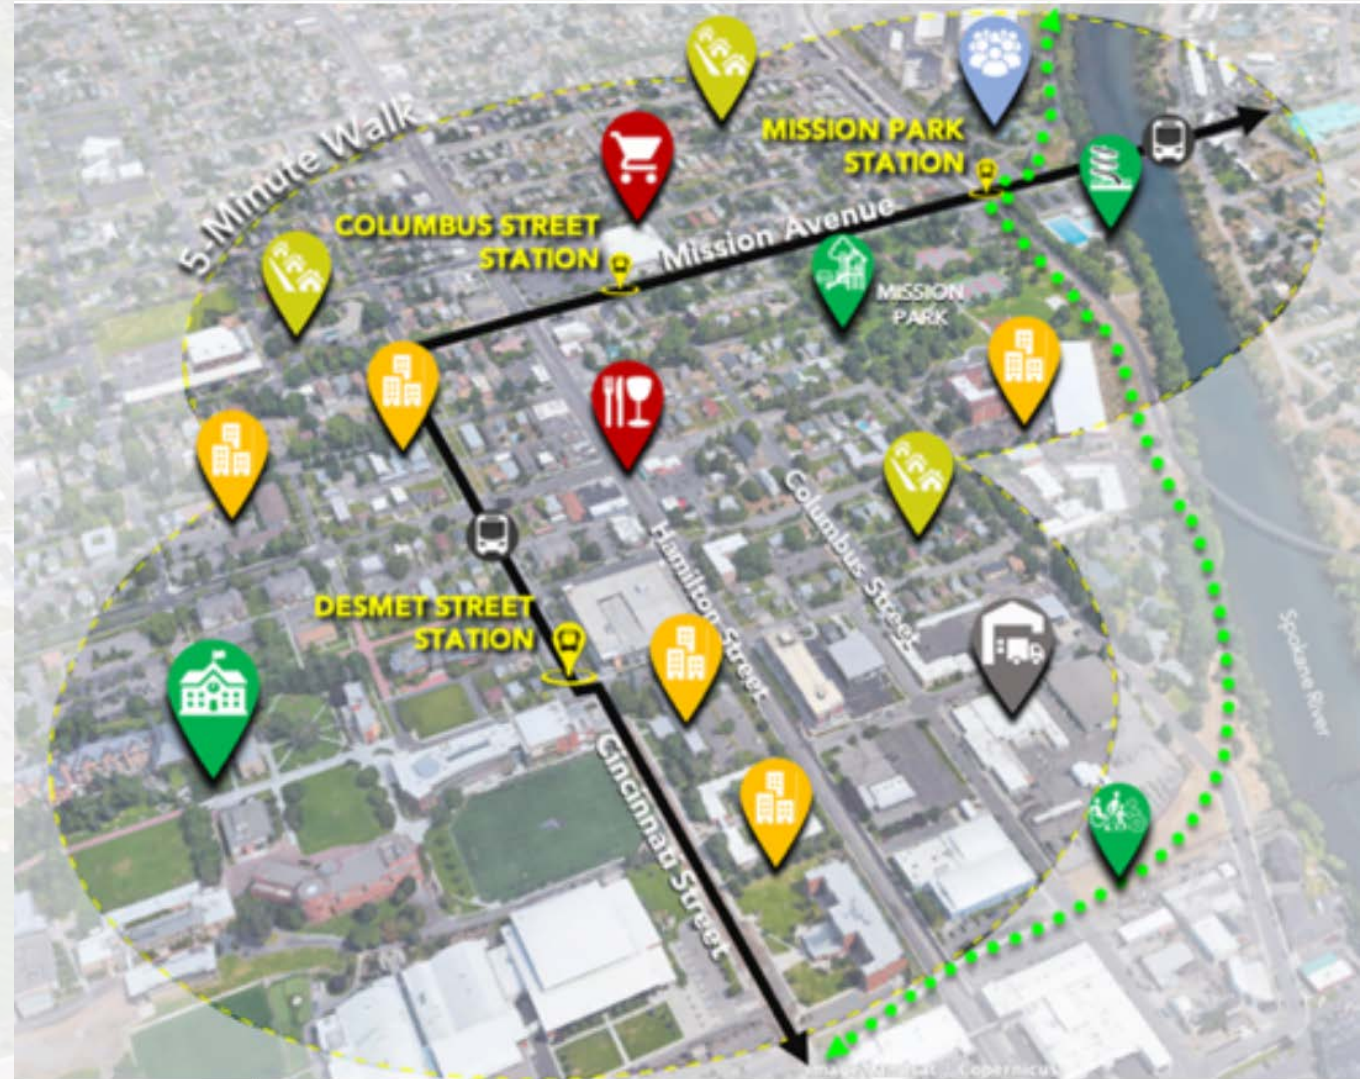 5-Minute Walk
MISSION PARK
STATION
COLUMBUS STREET
STATION
Mission Avenue
MISSION
PARK
Columbus Street
Hamilton Street
DESMET STREET
STATION
Spokane River
Cincinnati Street
Copernicus